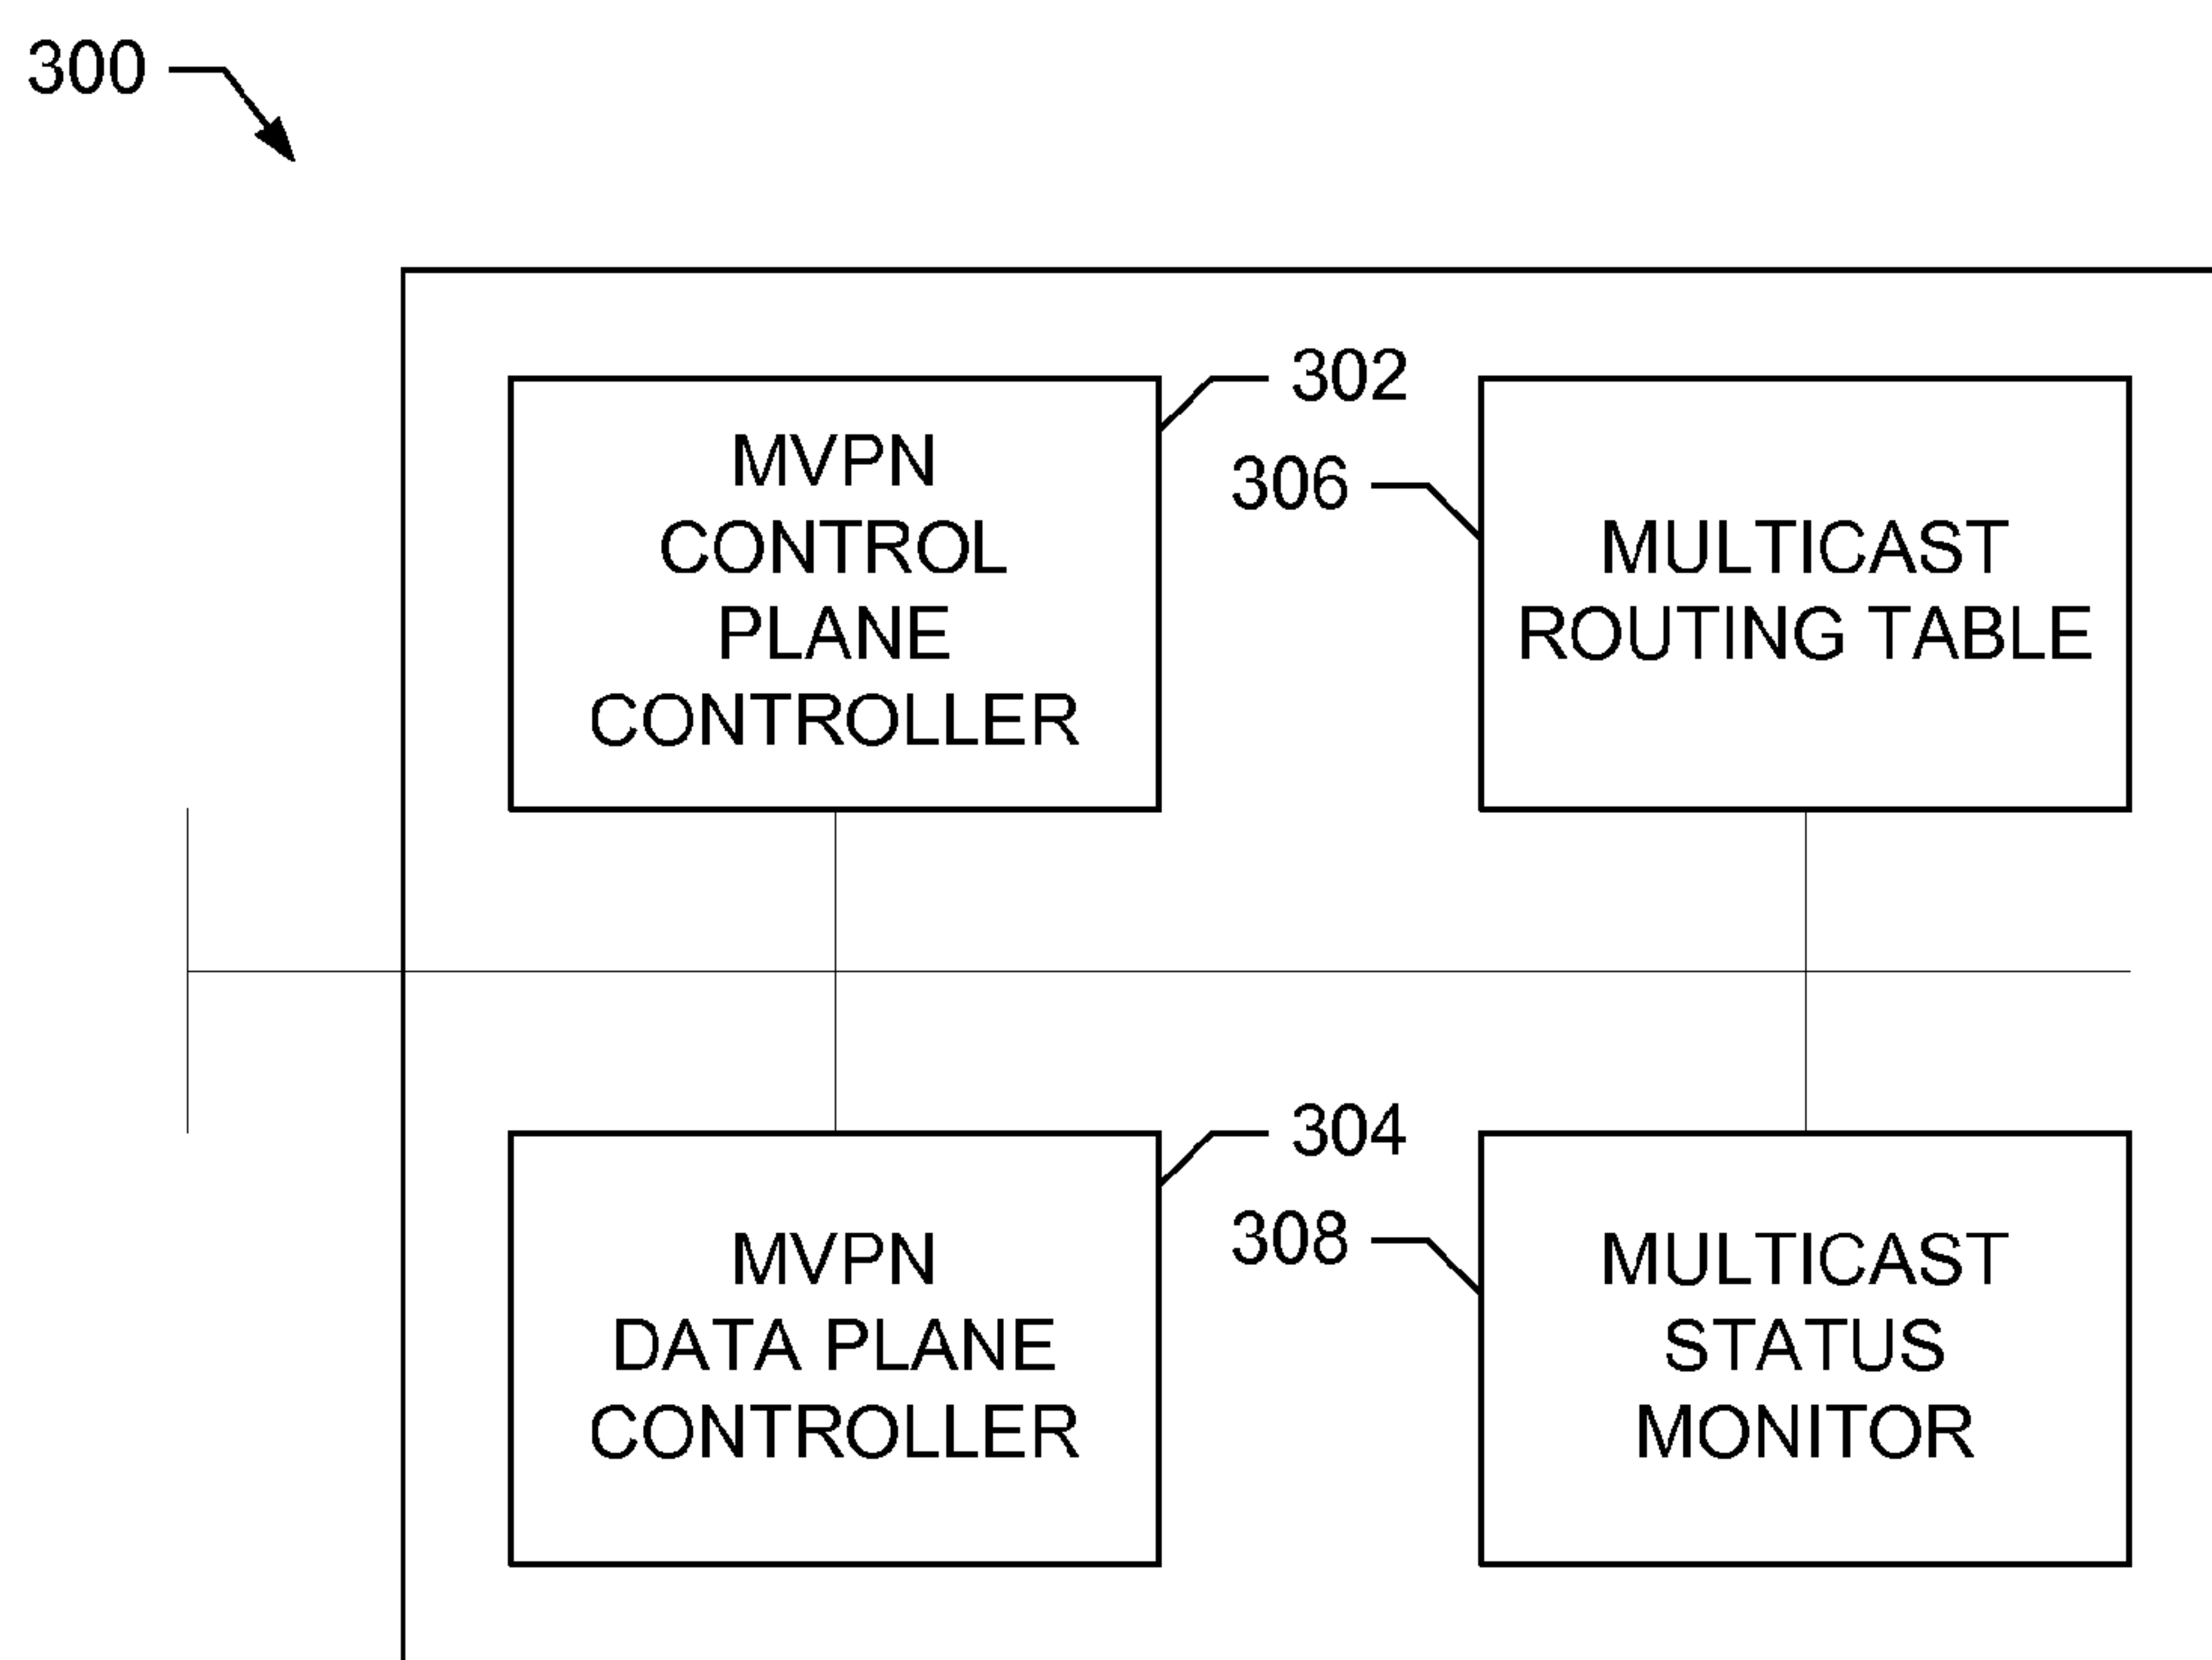 300
302
MVPN
CONTROL
PLANE
CONTROLLER
306
MULTICAST
ROUTING TABLE
304
MVPN
DATA PLANE
CONTROLLER
308
MULTICAST
STATUS
MONITOR